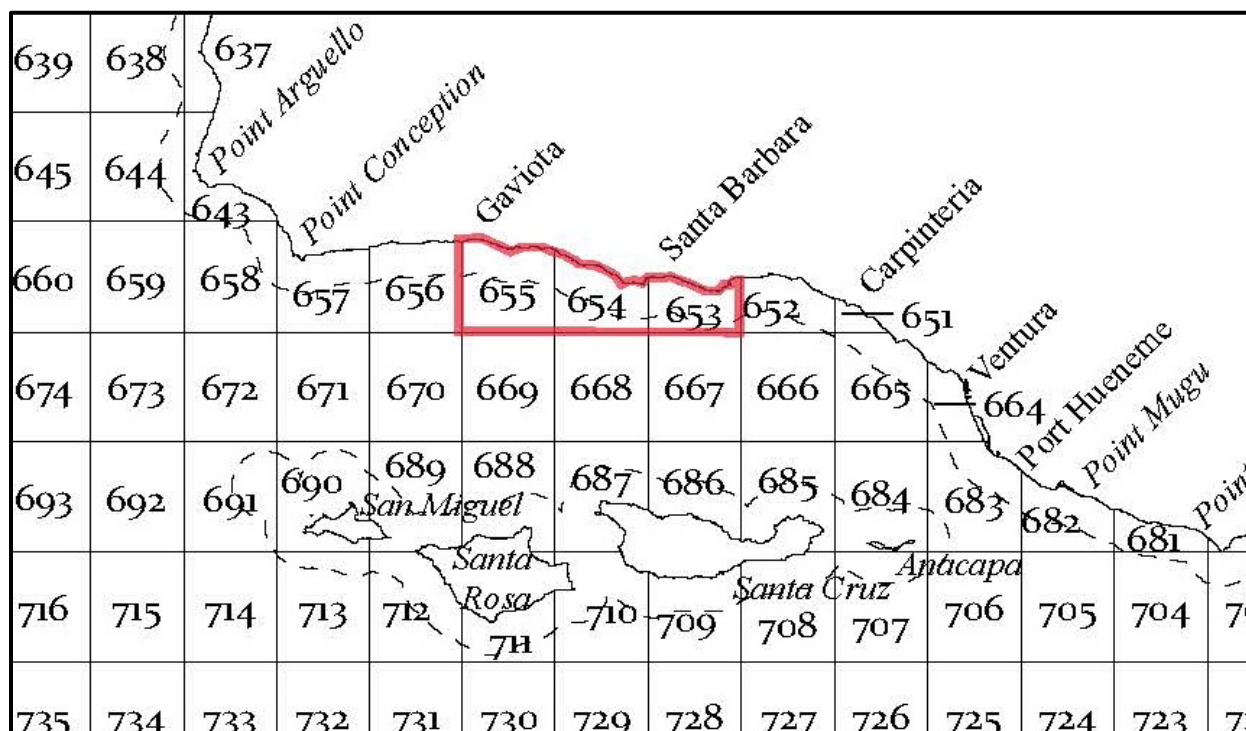 639 638 637
Point Arguello
Point Conception
645 644
643
Gaviota
Santa Barbara
Carpinteria
660 659 658 657 656 655 654 653 652
651
Ventura
674 673 672 671 670 669 668 667 666 665
664
Port Hueneme
Point Mugu
Point
693 692 691 690 689 688 687 686 685 684 683 682 681
San Miguel
Santa
Rosa
Santa Cruz
Anacapa
716 715 714 713 712 711 710 709 708 707 706 705 704
735 734 733 732 731 730 729 728 727 726 725 724 723